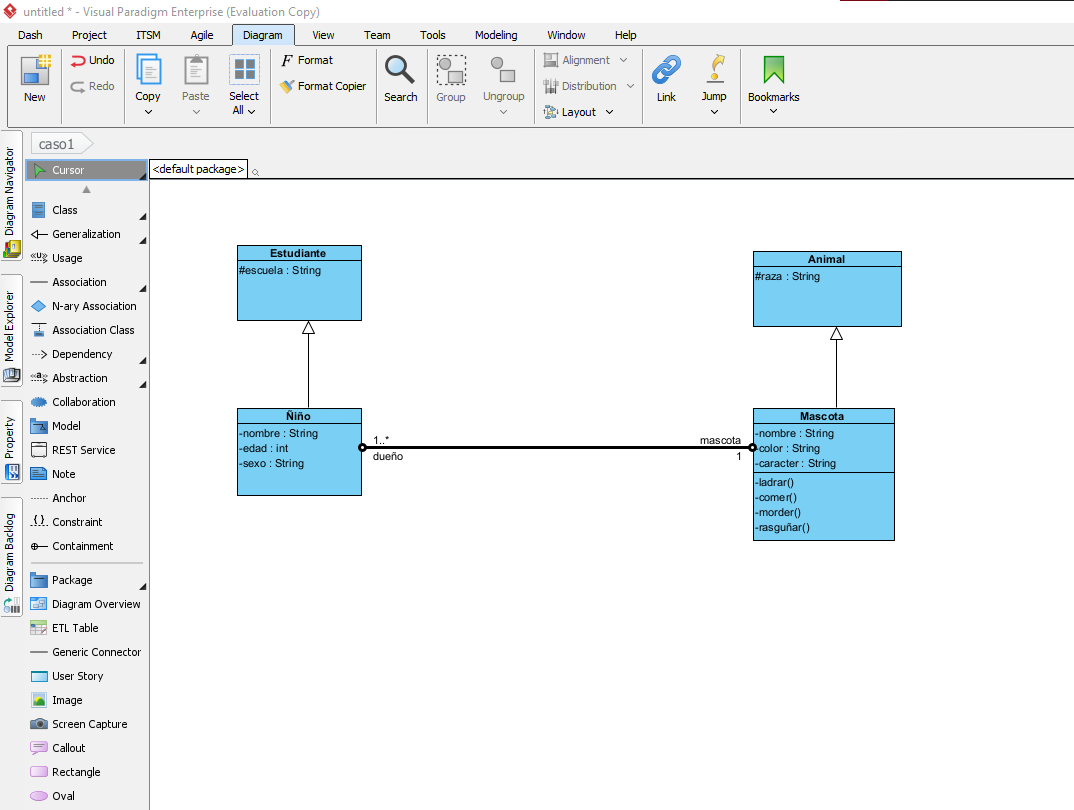 untitled * - Visual Paradigm Enterprise (Evaluation Copy)
Dash Project ITSM Agile Diagram View Team Tools Modeling Window Help
New
Undo
Redo
Copy
Paste
Select
All
Format
Format Copier
Search
Group
Ungroup
Alignment
Distribution
Layout
Link
Jump
Bookmarks
Diagram Navigator
Model Explorer
Property
Diagram Backlog
caso1
Cursor
Class
Generalization
Usage
Association
N-ary Association
Association Class
Dependency
Abstraction
Collaboration
Model
REST Service
Note
Anchor
Constraint
Containment
Package
Diagram Overview
ETL Table
Generic Connector
User Story
Image
Screen Capture
Callout
Rectangle
Oval
<default package>
Estudiante
#escuela : String
Animal
#raza : String
Ñiño
-nombre : String
-edad : int
-sexo : String
1..*
dueño
mascota
1
Mascota
-nombre : String
-color : String
-caracter : String
-ladrar()
-comer()
-morder()
-rasguñar()